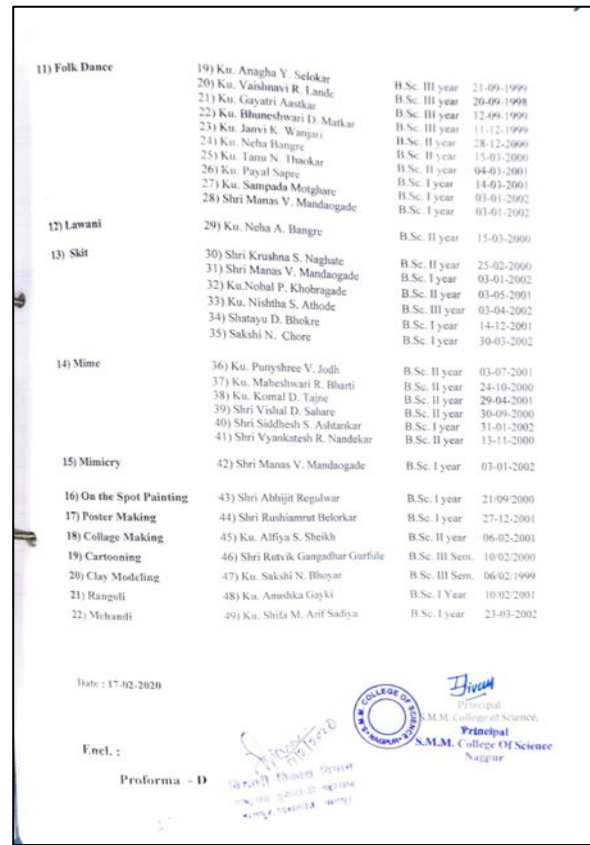 11) Folk Dance 19) Ku. Anagha Y. Selokar B.Sc. III year 21-09-1999
20) Ku. Vaishnavi R. Lande B.Sc. III year 20-09-1998
21) Ku. Gayatri Aastkar B.Sc. III year 12-09-1999
22) Ku. Bhuneshwari D. Matkar B.Sc. III year 11-12-1999
23) Ku. Janvi K. Wanjari B.Sc. II year 28-12-2000
24) Ku. Neha Bangre B.Sc. II year 15-03-2000
25) Ku. Tanu N. Thaokar B.Sc. II year 04-03-2001
26) Ku. Payal Sapre B.Sc. I year 14-03-2001
27) Ku. Sampada Motghare B.Sc. I year 03-01-2002
28) Shri Manas V. Mandaogade B.Sc. I year 03-01-2002
12) Lawani 29) Ku. Neha A. Bangre B.Sc. II year 15-03-2000
13) Skit 30) Shri Krushna S. Naghate B.Sc. II year 25-02-2000
31) Shri Manas V. Mandaogade B.Sc. I year 03-01-2002
32) Ku.Nobal P. Khobragade B.Sc. II year 03-05-2001
33) Ku. Nishtha S. Athode B.Sc. III year 03-04-2002
34) Shatayu D. Bhokre B.Sc. I year 14-12-2001
35) Sakshi N. Chore B.Sc. I year 30-03-2002
14) Mime 36) Ku. Punyshree V. Jodh B.Sc. II year 03-07-2001
37) Ku. Maheshwari R. Bharti B.Sc. II year 24-10-2000
38) Ku. Komal D. Tajne B.Sc. II year 29-04-2001
39) Shri Vishal D. Sahare B.Sc. II year 30-09-2000
40) Shri Siddhesh S. Ashtankar B.Sc. I year 31-01-2002
41) Shri Vyankatesh R. Nandekar B.Sc. II year 13-11-2000
15) Mimicry 42) Shri Manas V. Mandaogade B.Sc. I year 03-01-2002
16) On the Spot Painting 43) Shri Abhijit Regulwar B.Sc. I year 21/09/2000
17) Poster Making 44) Shri Rushiamrut Belorkar B.Sc. I year 27-12-2001
18) Collage Making 45) Ku. Alfiya S. Sheikh B.Sc. II year 06-02-2001
19) Cartooning 46) Shri Rutvik Gangadhar Gurfule B.Sc. III Sem. 10/02/2000
20) Clay Modeling 47) Ku. Sakshi N. Bhoyar B.Sc. III Sem. 06/02/1999
21) Rangoli 48) Ku. Anushka Gayki B.Sc. I Year 10/02/2001
22) Mehandi 49) Ku. Shifa M. Arif Sadiya B.Sc. I year 23-03-2002
Date : 17-02-2020
S.M.M. COLLEGE OF SCIENCE NAGPUR
Principal
S.M.M. College of Science,
Principal
S.M.M. College Of Science
Nagpur
Encl. :
Proforma - D
विद्यार्थी विकास विभाग